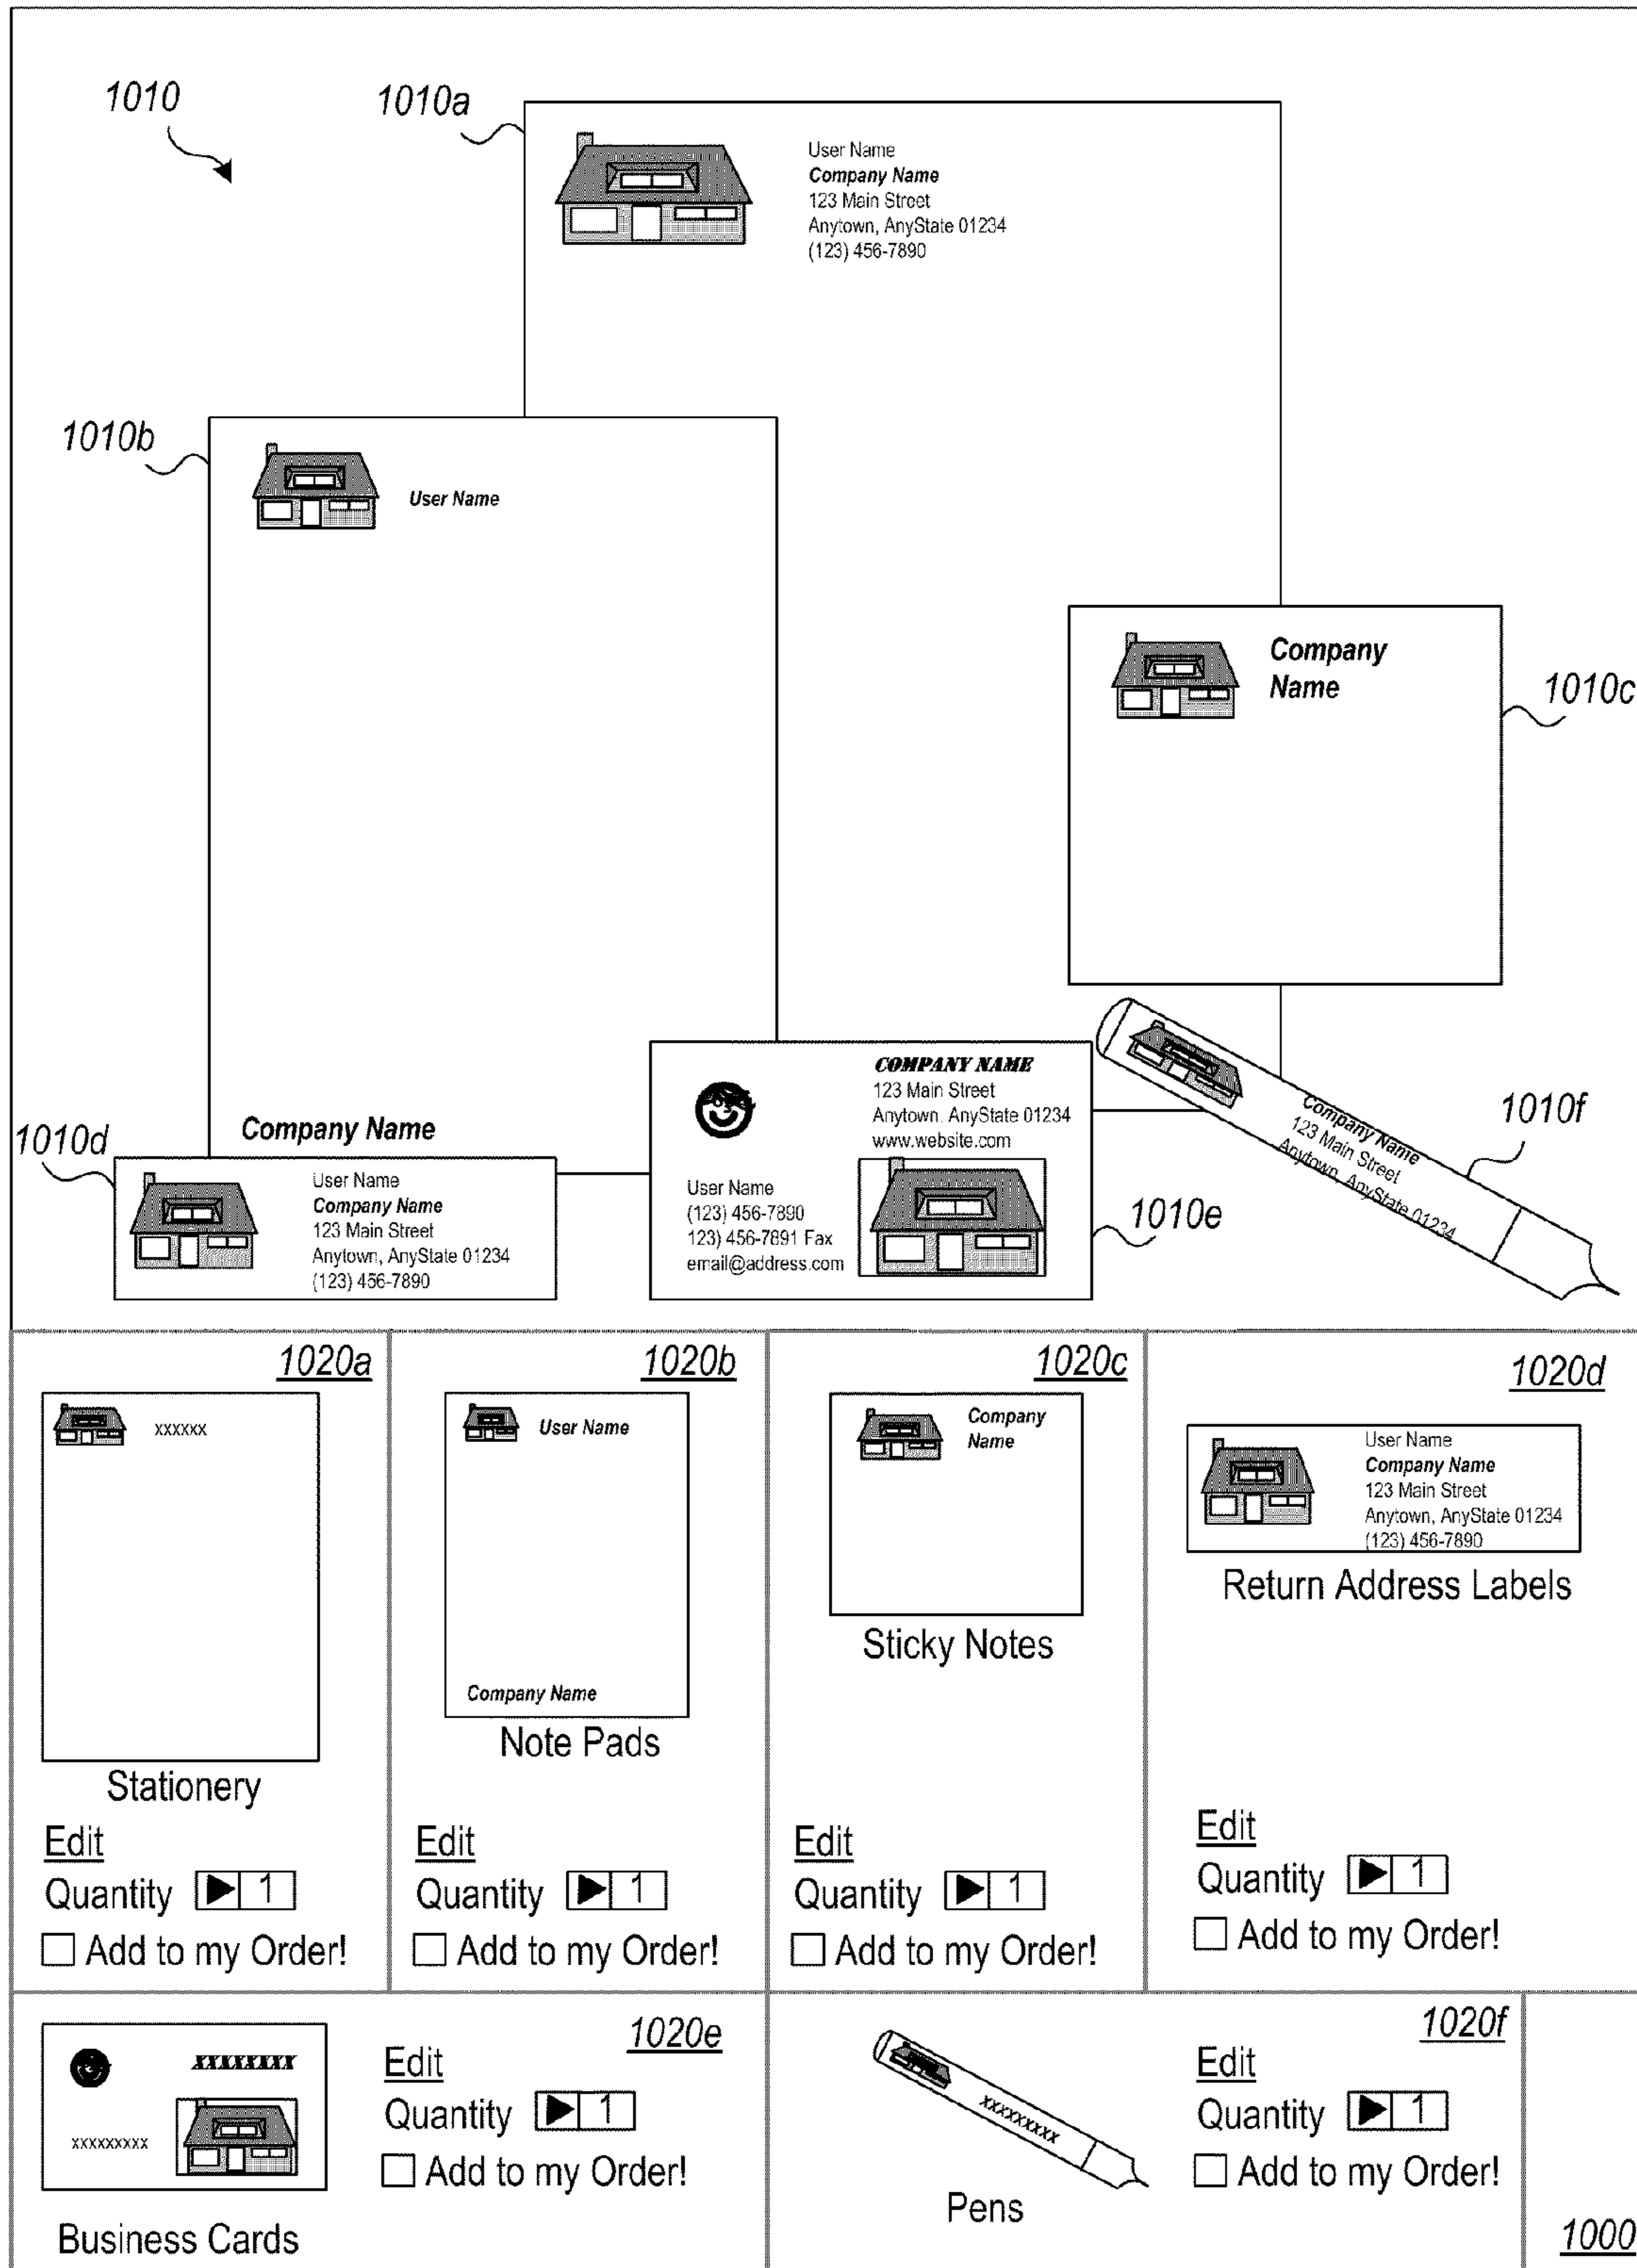 1010
1010a
User Name
Company Name
123 Main Street
Anytown, AnyState 01234
(123) 456-7890
1010b
User Name
Company
Name
1010c
Company Name
1010d
User Name
Company Name
123 Main Street
Anytown, AnyState 01234
(123) 456-7890
COMPANY NAME
123 Main Street
Anytown. AnyState 01234
www.website.com
User Name
(123) 456-7890
123) 456-7891 Fax
email@address.com
1010e
Company Name
123 Main Street
Anytown, AnyState 01234
1010f
1020a
xxxxxx
Stationery
Edit
Quantity 1
Add to my Order!
1020b
User Name
Company Name
Note Pads
Edit
Quantity 1
Add to my Order!
1020c
Company
Name
Sticky Notes
Edit
Quantity 1
Add to my Order!
1020d
User Name
Company Name
123 Main Street
Anytown, AnyState 01234
(123) 456-7890
Return Address Labels
Edit
Quantity 1
Add to my Order!
1020e
XXXXXXXX
xxxxxxxxx
Business Cards
Edit
Quantity 1
Add to my Order!
1020f
xxxxxxxxx
Pens
Edit
Quantity 1
Add to my Order!
1000